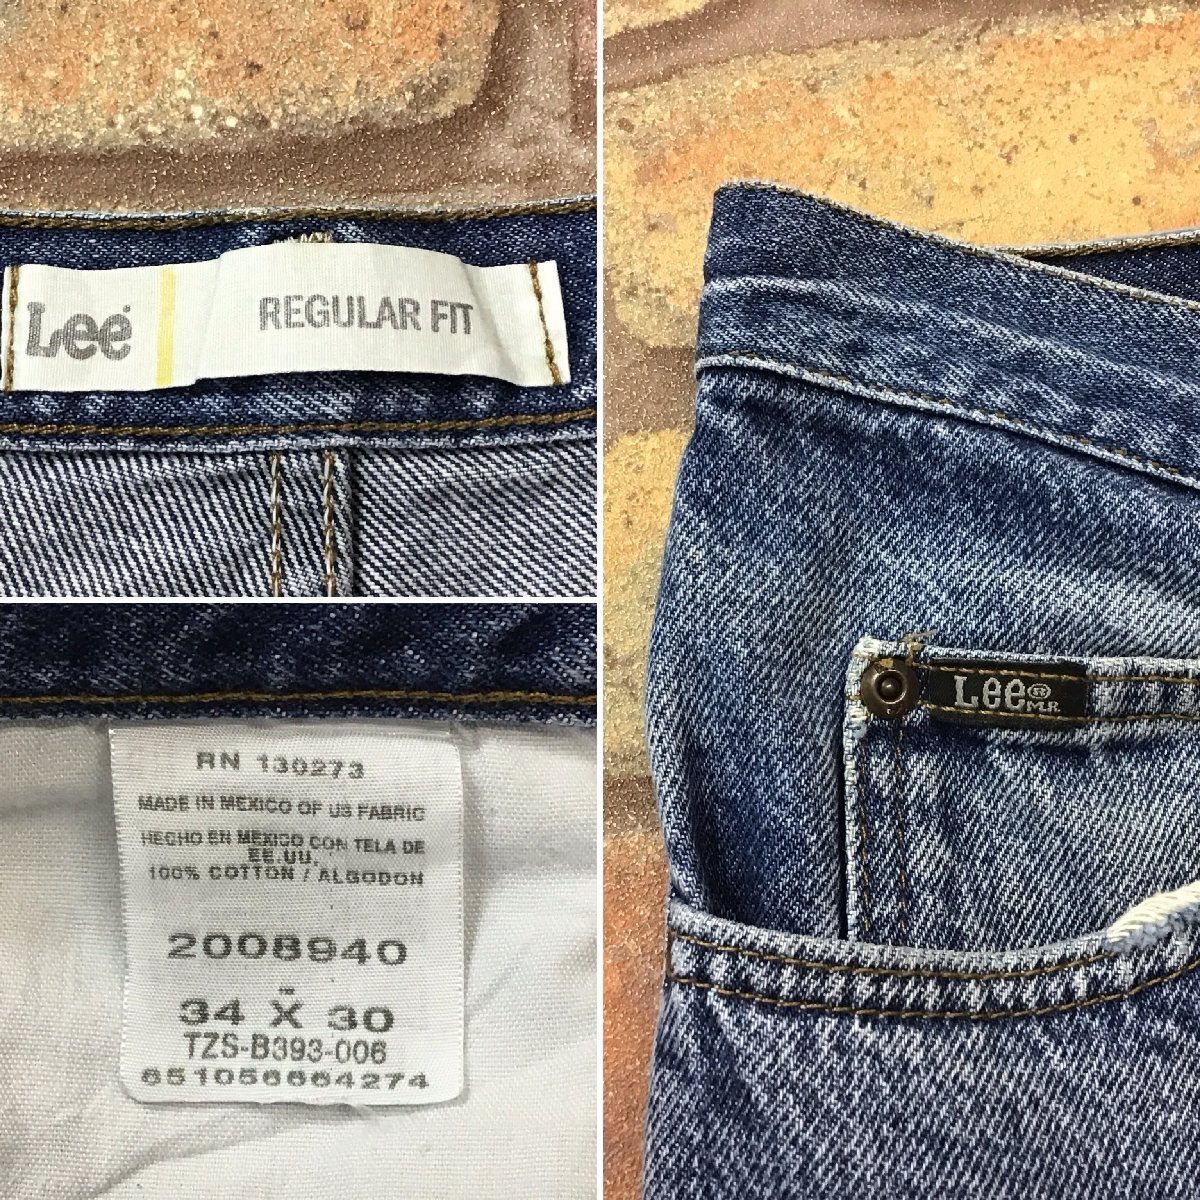 Lee
REGULAR FIT
RN 130273
MADE IN MEXICO OF US FABRIC
HECHO EN MEXICO CON TELA DE
EE.UU.
100% COTTON / ALGODON
2008940
34 X 30
TZS-B393-006
651056664274
Lee® M.R.